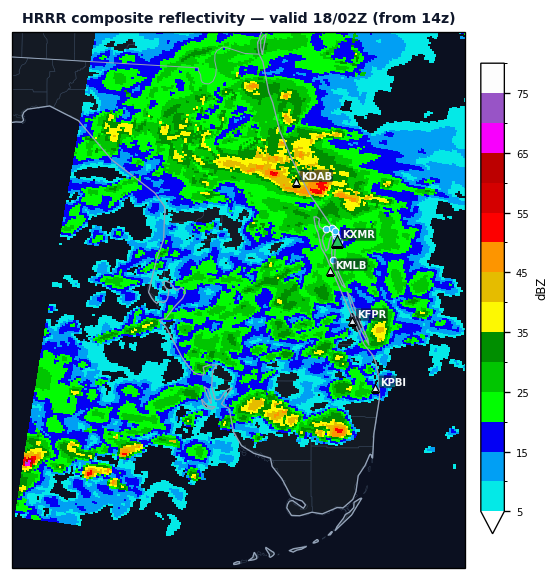 HRRR composite reflectivity — valid 18/02Z (from 14z)
KDAB
KXMR
KMLB
KFPR
KPBI
75
65
55
45
35
25
15
5
dBZ